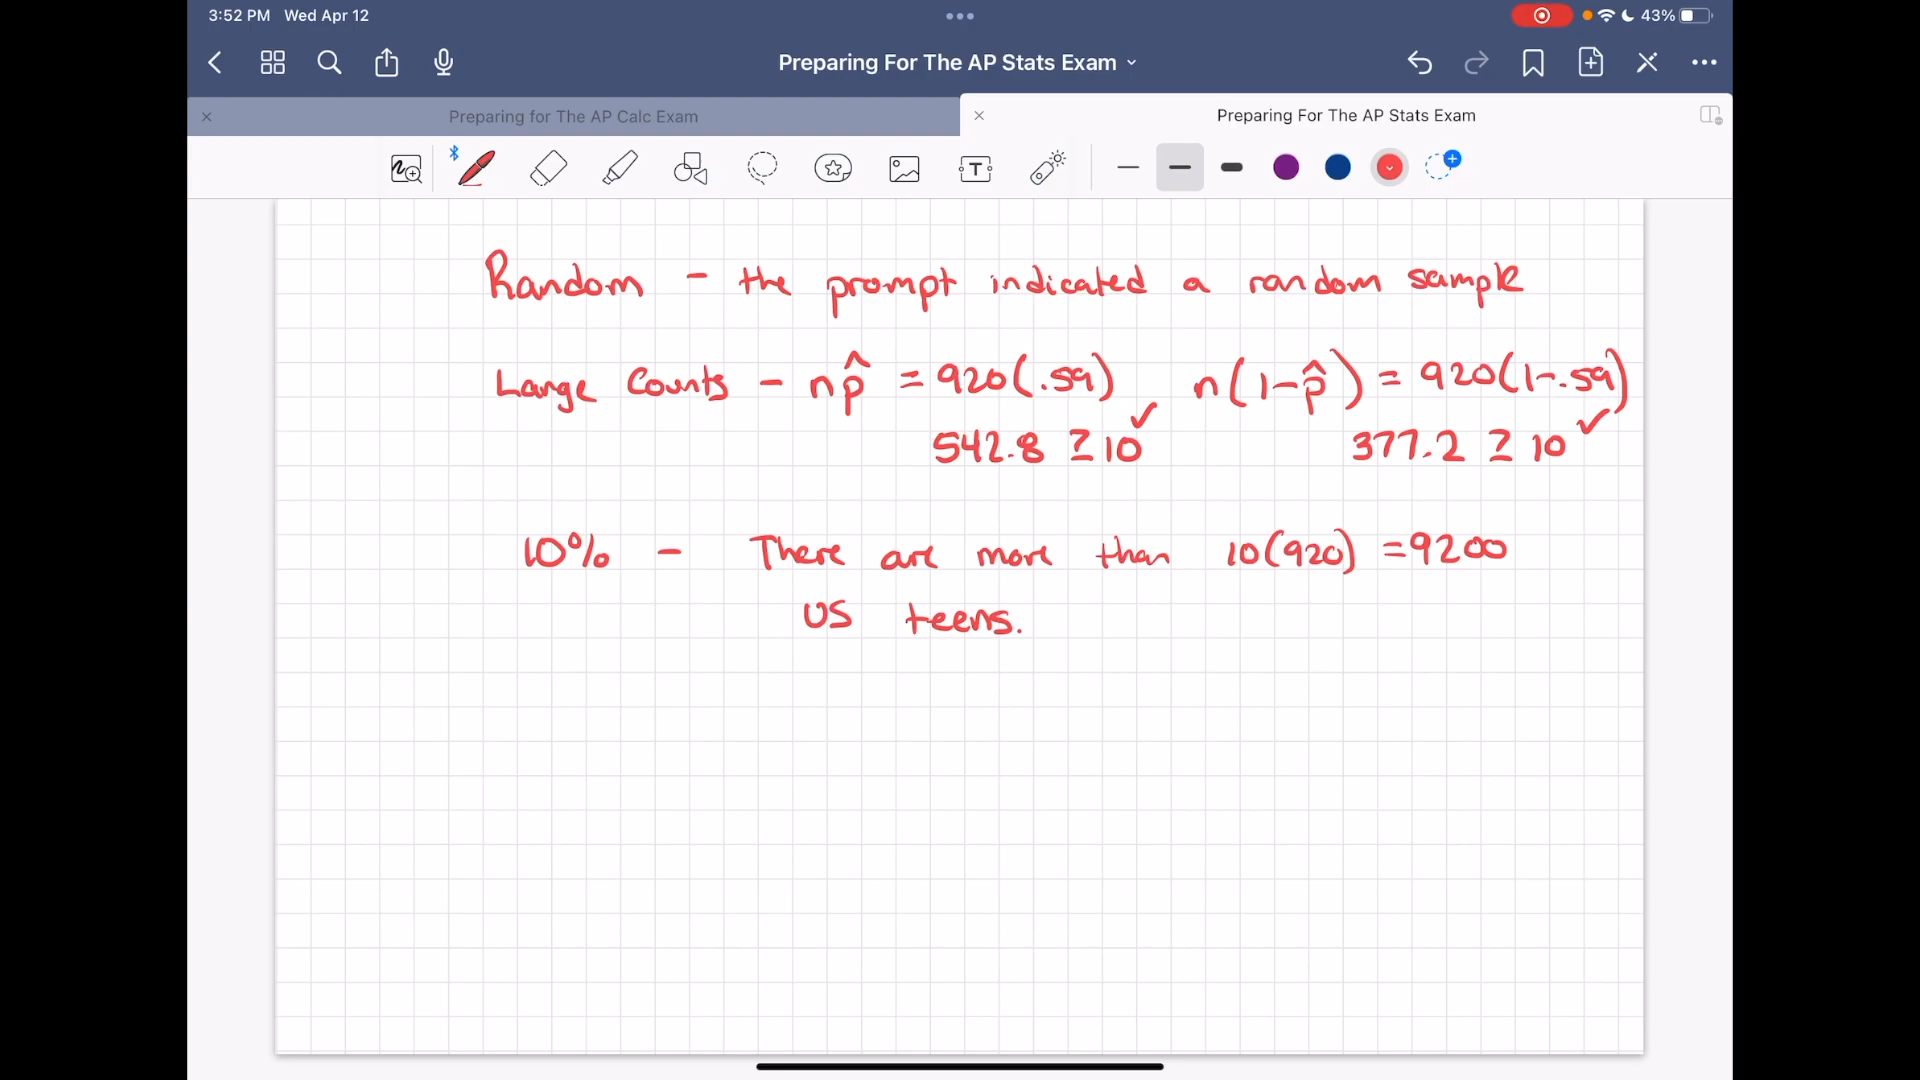 3:52 PM Wed Apr 12
43%
Preparing For The AP Stats Exam
Preparing for The AP Calc Exam
Preparing For The AP Stats Exam
Random - the prompt indicated a random sample
Large Counts - np̂ = 920(.59) n(1-p̂) = 920(1-.59)
542.8 ≥ 10 ✓ 377.2 ≥ 10 ✓
10% - There are more than 10(920) = 9200
US teens.